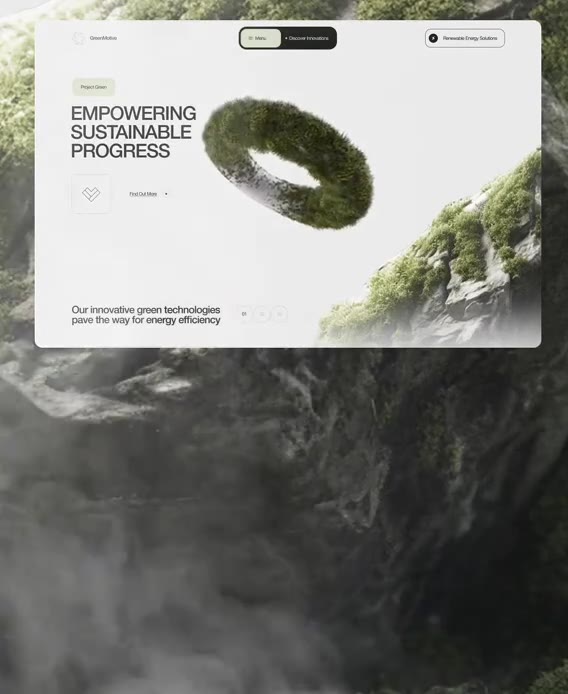 GreenMotion
Menu
Discover Innovations
Renewable Energy Solutions
Project Green
EMPOWERING
SUSTAINABLE
PROGRESS
Find Out More
Our innovative green technologies
pave the way for energy efficiency